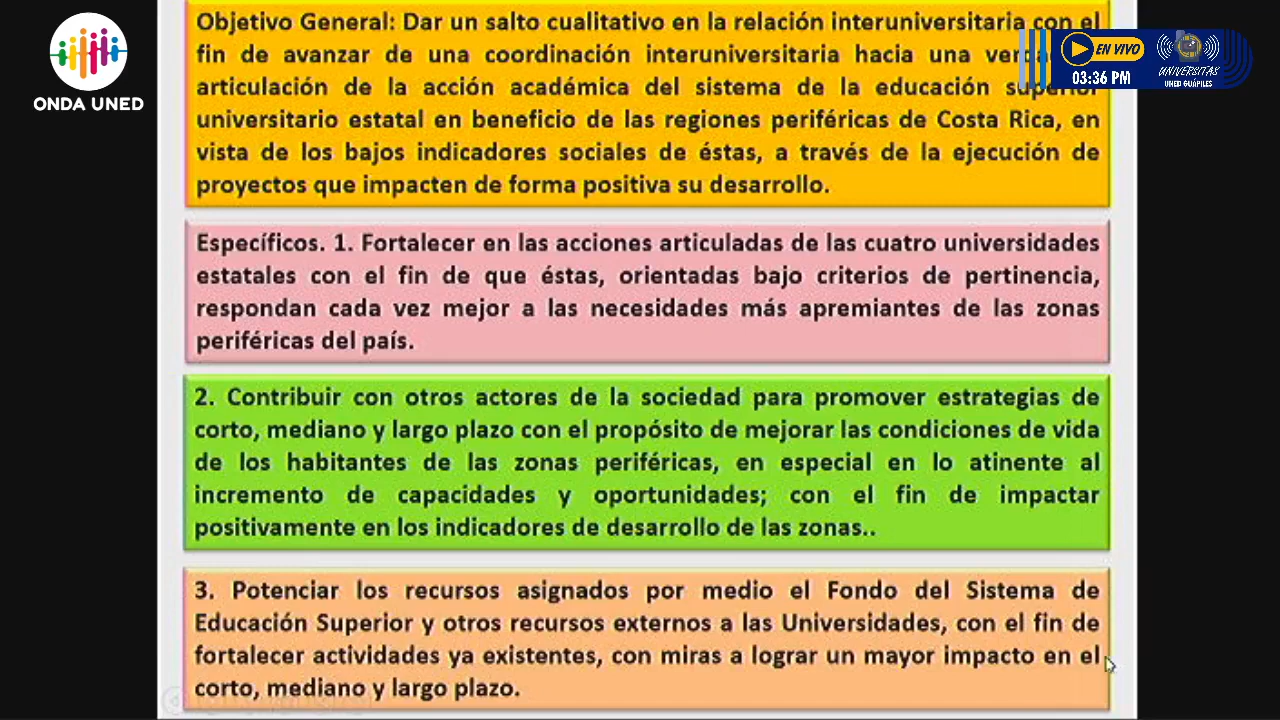 Objetivo General: Dar un salto cualitativo en la relación interuniversitaria con el
fin de avanzar de una coordinación interuniversitaria hacia una
articulación de la acción académica del sistema de la educación superior
universitario estatal en beneficio de las regiones periféricas de Costa Rica, en
vista de los bajos indicadores sociales de éstas, a través de la ejecución de
proyectos que impacten de forma positiva su desarrollo.
EN VIVO
03:36 PM
UNIVERSITAS
UNED GUÁPILES
ONDA UNED
Específicos. 1. Fortalecer en las acciones articuladas de las cuatro universidades
estatales con el fin de que éstas, orientadas bajo criterios de pertinencia,
respondan cada vez mejor a las necesidades más apremiantes de las zonas
periféricas del país.
2. Contribuir con otros actores de la sociedad para promover estrategias de
corto, mediano y largo plazo con el propósito de mejorar las condiciones de vida
de los habitantes de las zonas periféricas, en especial en lo atinente al
incremento de capacidades y oportunidades; con el fin de impactar
positivamente en los indicadores de desarrollo de las zonas..
3. Potenciar los recursos asignados por medio el Fondo del Sistema de
Educación Superior y otros recursos externos a las Universidades, con el fin de
fortalecer actividades ya existentes, con miras a lograr un mayor impacto en el
corto, mediano y largo plazo.